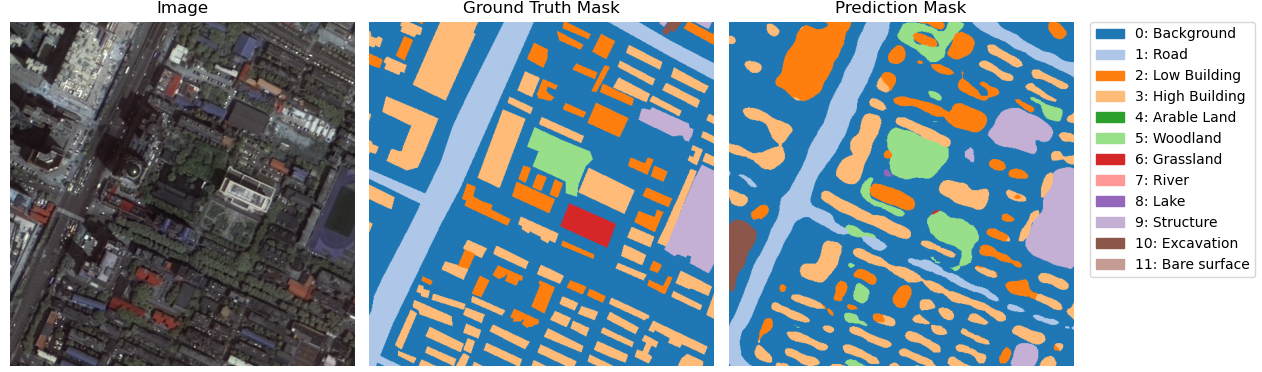 Image
Ground Truth Mask
Prediction Mask
0: Background
1: Road
2: Low Building
3: High Building
4: Arable Land
5: Woodland
6: Grassland
7: River
8: Lake
9: Structure
10: Excavation
11: Bare surface